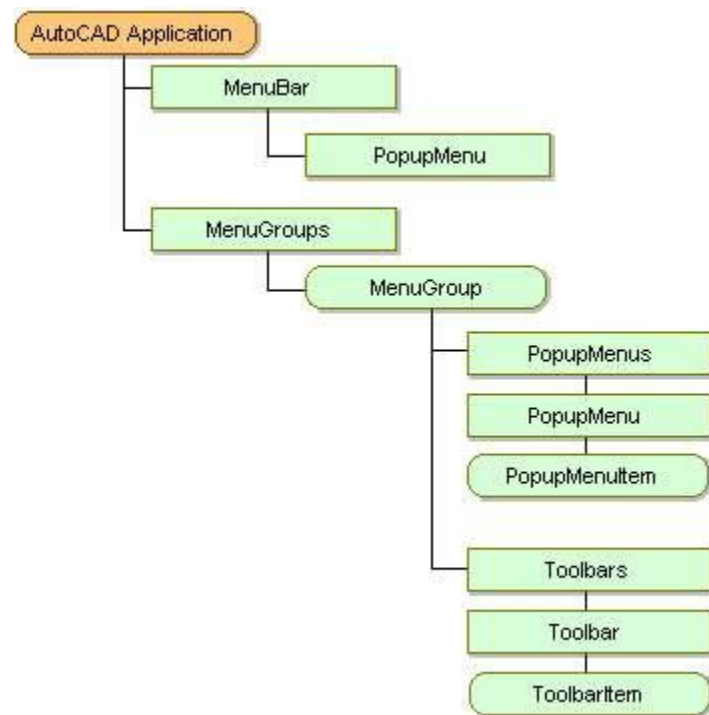 AutoCAD Application
MenuBar
PopupMenu
MenuGroups
MenuGroup
PopupMenus
PopupMenu
PopupMenuItem
Toolbars
Toolbar
ToolbarItem